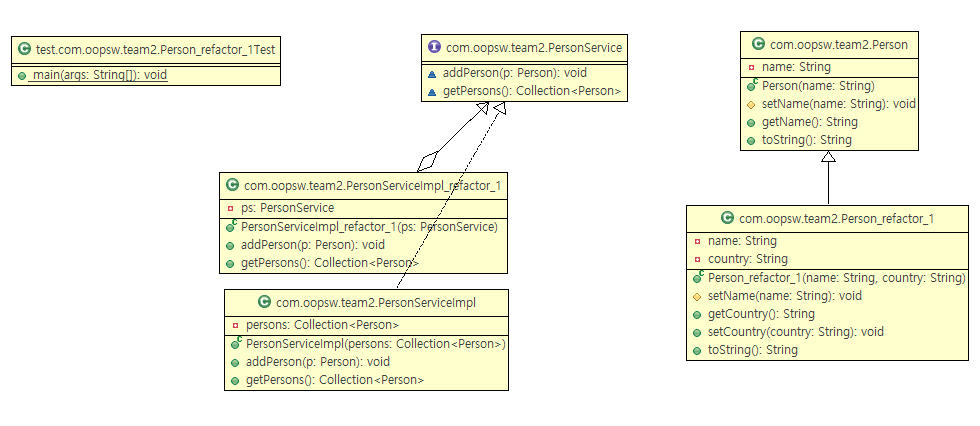 test.com.oopsw.team2.Person_refactor_1Test
main(args: String[]): void
com.oopsw.team2.PersonService
addPerson(p: Person): void
getPersons(): Collection<Person>
com.oopsw.team2.Person
name: String
Person(name: String)
setName(name: String): void
getName(): String
toString(): String
com.oopsw.team2.PersonServiceImpl_refactor_1
ps: PersonService
PersonServiceImpl_refactor_1(ps: PersonService)
addPerson(p: Person): void
getPersons(): Collection<Person>
com.oopsw.team2.Person_refactor_1
name: String
country: String
Person_refactor_1(name: String, country: String)
setName(name: String): void
getCountry(): String
setCountry(country: String): void
toString(): String
com.oopsw.team2.PersonServiceImpl
persons: Collection<Person>
PersonServiceImpl(persons: Collection<Person>)
addPerson(p: Person): void
getPersons(): Collection<Person>